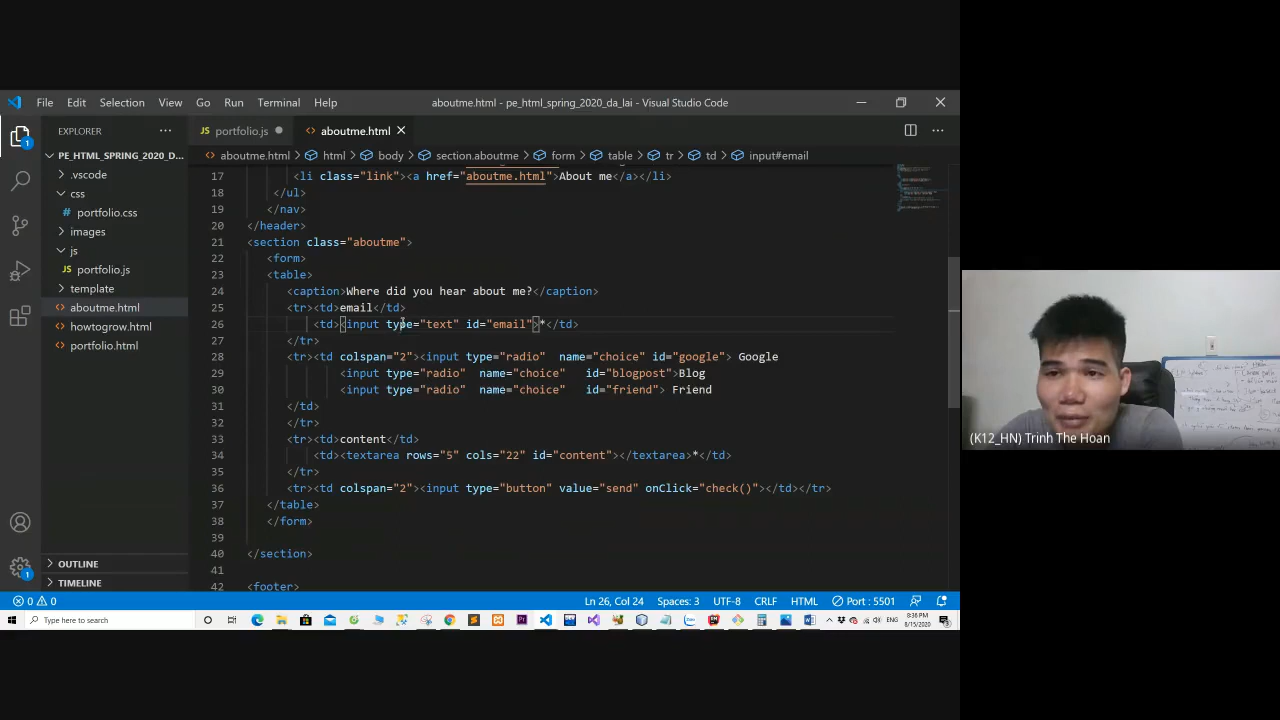 File Edit Selection View Go Run Terminal Help
aboutme.html - pe_html_spring_2020_da_lai - Visual Studio Code
EXPLORER
portfolio.js
aboutme.html
PE_HTML_SPRING_2020_D...
aboutme.html > html > body > section.aboutme > form > table > tr > td > input#email
.vscode
css
portfolio.css
images
js
portfolio.js
template
aboutme.html
howtogrow.html
portfolio.html
OUTLINE
TIMELINE
17 <li class="link"><a href="aboutme.html">About me</a></li>
18 </ul>
19 </nav>
20 </header>
21 <section class="aboutme">
22 <form>
23 <table>
24 <caption>Where did you hear about me?</caption>
25 <tr><td>email</td>
26 <td><input type="text" id="email">*</td>
27 </tr>
28 <tr><td colspan="2"><input type="radio" name="choice" id="google"> Google
29 <input type="radio" name="choice" id="blogpost">Blog
30 <input type="radio" name="choice" id="friend"> Friend
31 </td>
32 </tr>
33 <tr><td>content</td>
34 <td><textarea rows="5" cols="22" id="content"></textarea>*</td>
35 </tr>
36 <tr><td colspan="2"><input type="button" value="send" onClick="check()"></td></tr>
37 </table>
38 </form>
39
40 </section>
41
42 <footer>
0 0
Ln 26, Col 24 Spaces: 3 UTF-8 CRLF HTML Port : 5501
Type here to search
ENG
8:36 PM
8/15/2020
(K12_HN) Trinh The Hoan